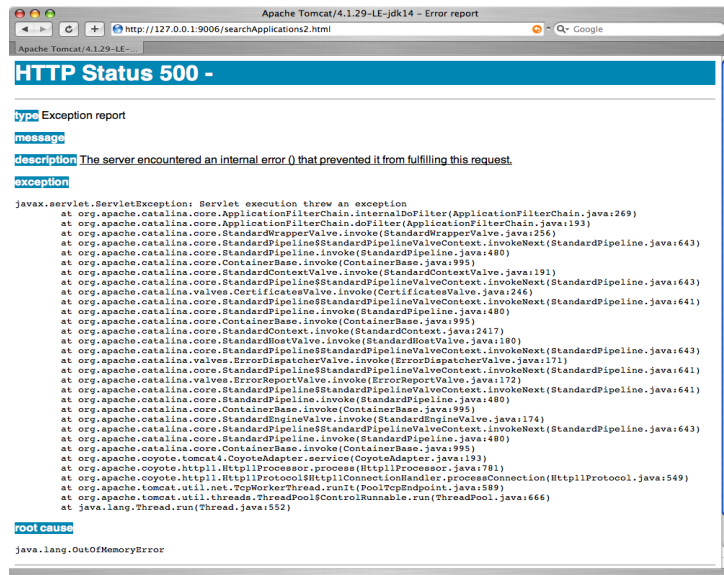 Apache Tomcat/4.1.29-LE-jdk14 – Error report
http://127.0.0.1:9006/searchApplications2.html
Google
Apache Tomcat/4.1.29-LE-...
HTTP Status 500 -
type Exception report
message
description The server encountered an internal error () that prevented it from fulfilling this request.
exception
javax.servlet.ServletException: Servlet execution threw an exception
at org.apache.catalina.core.ApplicationFilterChain.internalDoFilter(ApplicationFilterChain.java:269)
at org.apache.catalina.core.ApplicationFilterChain.doFilter(ApplicationFilterChain.java:193)
at org.apache.catalina.core.StandardWrapperValve.invoke(StandardWrapperValve.java:256)
at org.apache.catalina.core.StandardPipeline$StandardPipelineValveContext.invokeNext(StandardPipeline.java:643)
at org.apache.catalina.core.StandardPipeline.invoke(StandardPipeline.java:480)
at org.apache.catalina.core.ContainerBase.invoke(ContainerBase.java:995)
at org.apache.catalina.core.StandardContextValve.invoke(StandardContextValve.java:191)
at org.apache.catalina.core.StandardPipeline$StandardPipelineValveContext.invokeNext(StandardPipeline.java:643)
at org.apache.catalina.valves.CertificatesValve.invoke(CertificatesValve.java:246)
at org.apache.catalina.core.StandardPipeline$StandardPipelineValveContext.invokeNext(StandardPipeline.java:641)
at org.apache.catalina.core.StandardPipeline.invoke(StandardPipeline.java:480)
at org.apache.catalina.core.ContainerBase.invoke(ContainerBase.java:995)
at org.apache.catalina.core.StandardContext.invoke(StandardContext.java:2417)
at org.apache.catalina.core.StandardHostValve.invoke(StandardHostValve.java:180)
at org.apache.catalina.core.StandardPipeline$StandardPipelineValveContext.invokeNext(StandardPipeline.java:643)
at org.apache.catalina.valves.ErrorDispatcherValve.invoke(ErrorDispatcherValve.java:171)
at org.apache.catalina.core.StandardPipeline$StandardPipelineValveContext.invokeNext(StandardPipeline.java:641)
at org.apache.catalina.valves.ErrorReportValve.invoke(ErrorReportValve.java:172)
at org.apache.catalina.core.StandardPipeline$StandardPipelineValveContext.invokeNext(StandardPipeline.java:641)
at org.apache.catalina.core.StandardPipeline.invoke(StandardPipeline.java:480)
at org.apache.catalina.core.ContainerBase.invoke(ContainerBase.java:995)
at org.apache.catalina.core.StandardEngineValve.invoke(StandardEngineValve.java:174)
at org.apache.catalina.core.StandardPipeline$StandardPipelineValveContext.invokeNext(StandardPipeline.java:643)
at org.apache.catalina.core.StandardPipeline.invoke(StandardPipeline.java:480)
at org.apache.catalina.core.ContainerBase.invoke(ContainerBase.java:995)
at org.apache.coyote.tomcat4.CoyoteAdapter.service(CoyoteAdapter.java:193)
at org.apache.coyote.http11.Http11Processor.process(Http11Processor.java:781)
at org.apache.coyote.http11.Http11Protocol$Http11ConnectionHandler.processConnection(Http11Protocol.java:549)
at org.apache.tomcat.util.net.TcpWorkerThread.runIt(PoolTcpEndpoint.java:589)
at org.apache.tomcat.util.threads.ThreadPool$ControlRunnable.run(ThreadPool.java:666)
at java.lang.Thread.run(Thread.java:552)
root cause
java.lang.OutOfMemoryError